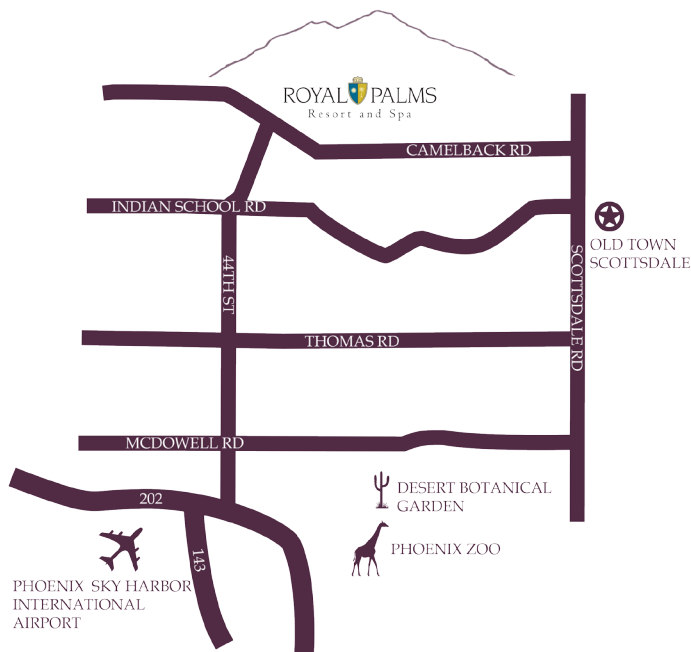 ROYAL PALMS
Resort and Spa
CAMELBACK RD
INDIAN SCHOOL RD
OLD TOWN
SCOTTSDALE
44TH ST
SCOTTSDALE RD
THOMAS RD
MCDOWELL RD
202
DESERT BOTANICAL
GARDEN
143
PHOENIX ZOO
PHOENIX SKY HARBOR
INTERNATIONAL
AIRPORT